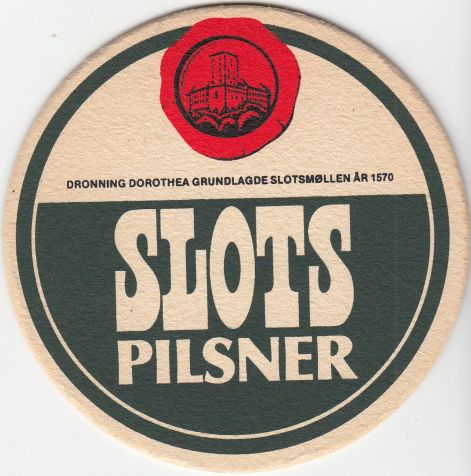 DRONNING DOROTHEA GRUNDLAGDE SLOTSMØLLEN ÅR 1570
SLOTS
PILSNER